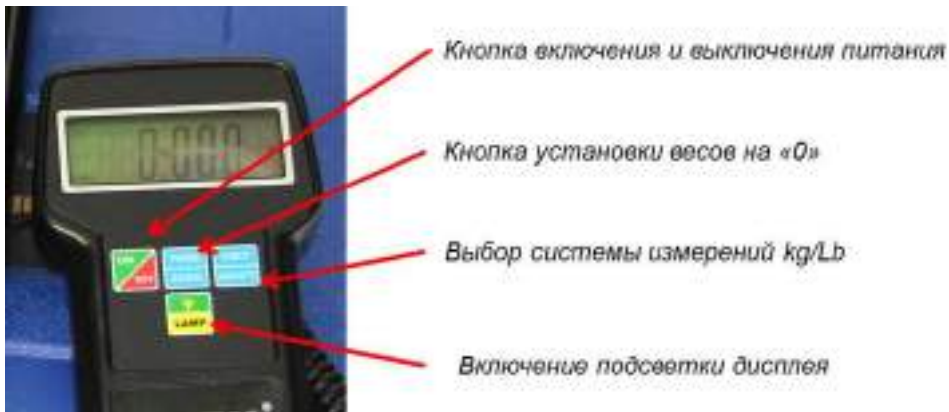 Кнопка включения и выключения питания
0.000
Кнопка установки весов на «0»
Выбор системы измерений kg/Lb
LAMP
Включение подсветки дисплея